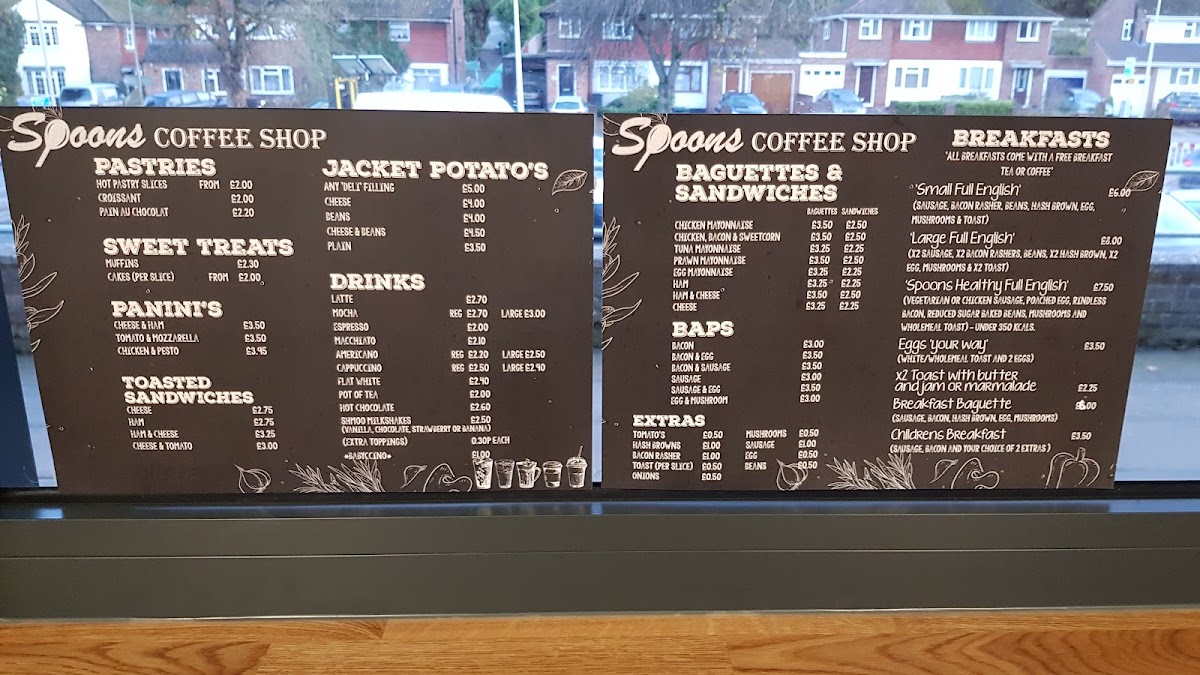 Spoons COFFEE SHOP
PASTRIES
HOT PASTRY SLICES FROM £2.00
CROISSANT £2.00
PAIN AU CHOCOLAT £2.20
SWEET TREATS
MUFFINS £2.30
CAKES (PER SLICE) FROM £2.00
PANINI'S
CHEESE & HAM £3.50
TOMATO & MOZZARELLA £3.50
CHICKEN & PESTO £3.95
TOASTED
SANDWICHES
CHEESE £2.75
HAM £2.75
HAM & CHEESE £3.25
CHEESE & TOMATO £3.00
JACKET POTATO'S
ANY 'DELI' FILLING £5.00
CHEESE £4.00
BEANS £4.00
CHEESE & BEANS £4.50
PLAIN £3.50
DRINKS
LATTE £2.70
MOCHA REG £2.70 LARGE £3.00
ESPRESSO £2.00
MACCHIATO £2.10
AMERICANO REG £2.20 LARGE £2.50
CAPPUCCINO REG £2.50 LARGE £2.90
FLAT WHITE £2.40
POT OF TEA £2.00
HOT CHOCOLATE £2.60
SHMOO MILKSHAKES £2.50
(VANILLA, CHOCOLATE, STRAWBERRY OR BANANA)
(EXTRA TOPPINGS) 0.30P EACH
*BABYCCINO* £1.00
Spoons COFFEE SHOP
BAGUETTES &
SANDWICHES
BAGUETTES SANDWICHES
CHICKEN MAYONNAISE £3.50 £2.50
CHICKEN, BACON & SWEETCORN £3.50 £2.50
TUNA MAYONNAISE £3.25 £2.25
PRAWN MAYONNAISE £3.50 £2.50
EGG MAYONNAISE £3.25 £2.25
HAM £3.25 £2.25
HAM & CHEESE £3.50 £2.50
CHEESE £3.25 £2.25
BAPS
BACON £3.00
BACON & EGG £3.50
BACON & SAUSAGE £3.50
SAUSAGE £3.00
SAUSAGE & EGG £3.50
EGG & MUSHROOM £3.00
EXTRAS
TOMATO'S £0.50
HASH BROWNS £1.00
BACON RASHER £1.00
TOAST (PER SLICE) £0.50
ONIONS £0.50
MUSHROOMS £0.50
SAUSAGE £1.00
EGG £0.50
BEANS £0.50
BREAKFASTS
'ALL BREAKFASTS COME WITH A FREE BREAKFAST
TEA OR COFFEE'
'Small Full English' £6.00
(SAUSAGE, BACON RASHER, BEANS, HASH BROWN, EGG,
MUSHROOMS & TOAST)
'Large Full English' £8.00
(X2 SAUSAGE, X2 BACON RASHERS, BEANS, X2 HASH BROWN, X2
EGG, MUSHROOMS & X2 TOAST)
'Spoons Healthy Full English' £7.50
(VEGETARIAN OR CHICKEN SAUSAGE, POACHED EGG, RINDLESS
BACON, REDUCED SUGAR BAKED BEANS, MUSHROOMS AND
WHOLEMEAL TOAST) - UNDER 350 KCALS.
Eggs 'your way' £3.50
(WHITE/WHOLEMEAL TOAST AND 2 EGGS)
x2 Toast with butter
and jam or marmalade £2.25
Breakfast Baguette
(SAUSAGE, BACON, HASH BROWN, EGG, MUSHROOMS)
Childrens Breakfast £3.50
(SAUSAGE, BACON AND YOUR CHOICE OF 2 EXTRAS)